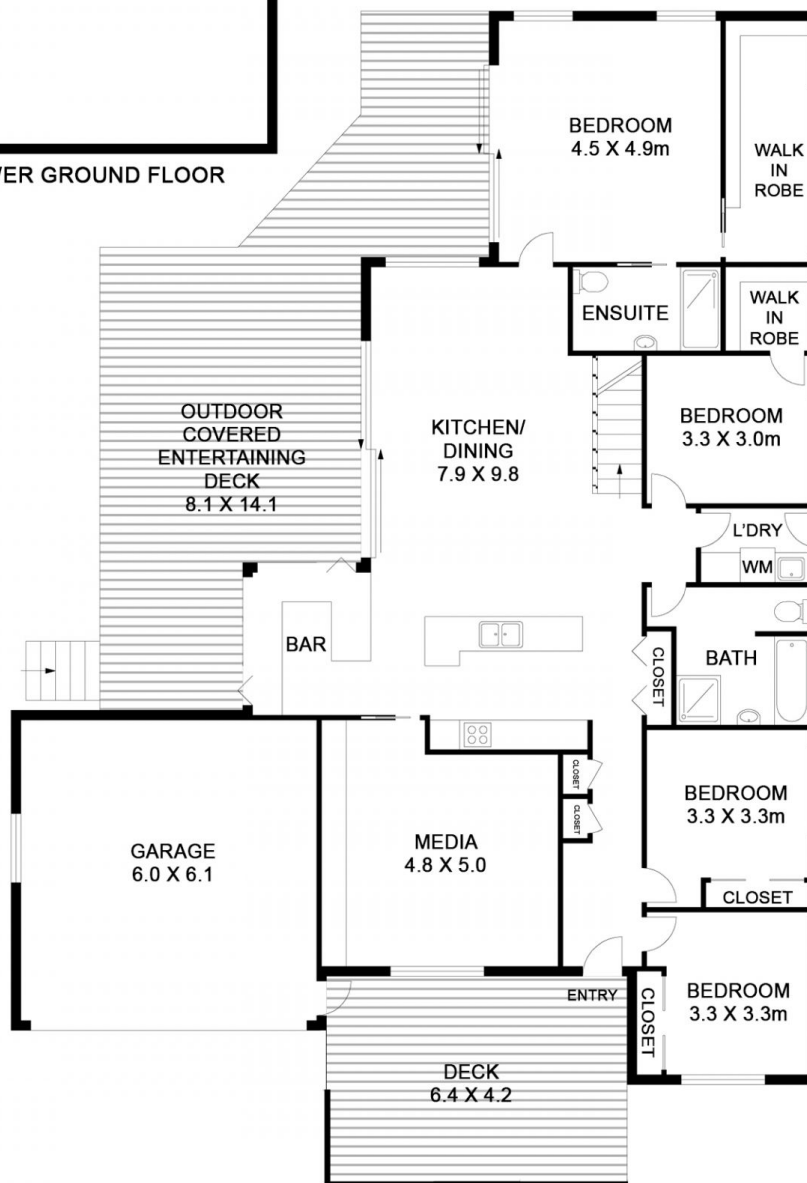 WER GROUND FLOOR
BEDROOM
4.5 X 4.9m
WALK
IN
ROBE
ENSUITE
WALK
IN
ROBE
OUTDOOR
COVERED
ENTERTAINING
DECK
8.1 X 14.1
KITCHEN/
DINING
7.9 X 9.8
BEDROOM
3.3 X 3.0m
L'DRY
WM
BAR
CLOSET
BATH
GARAGE
6.0 X 6.1
MEDIA
4.8 X 5.0
CLOSET
CLOSET
BEDROOM
3.3 X 3.3m
CLOSET
ENTRY
CLOSET
BEDROOM
3.3 X 3.3m
DECK
6.4 X 4.2